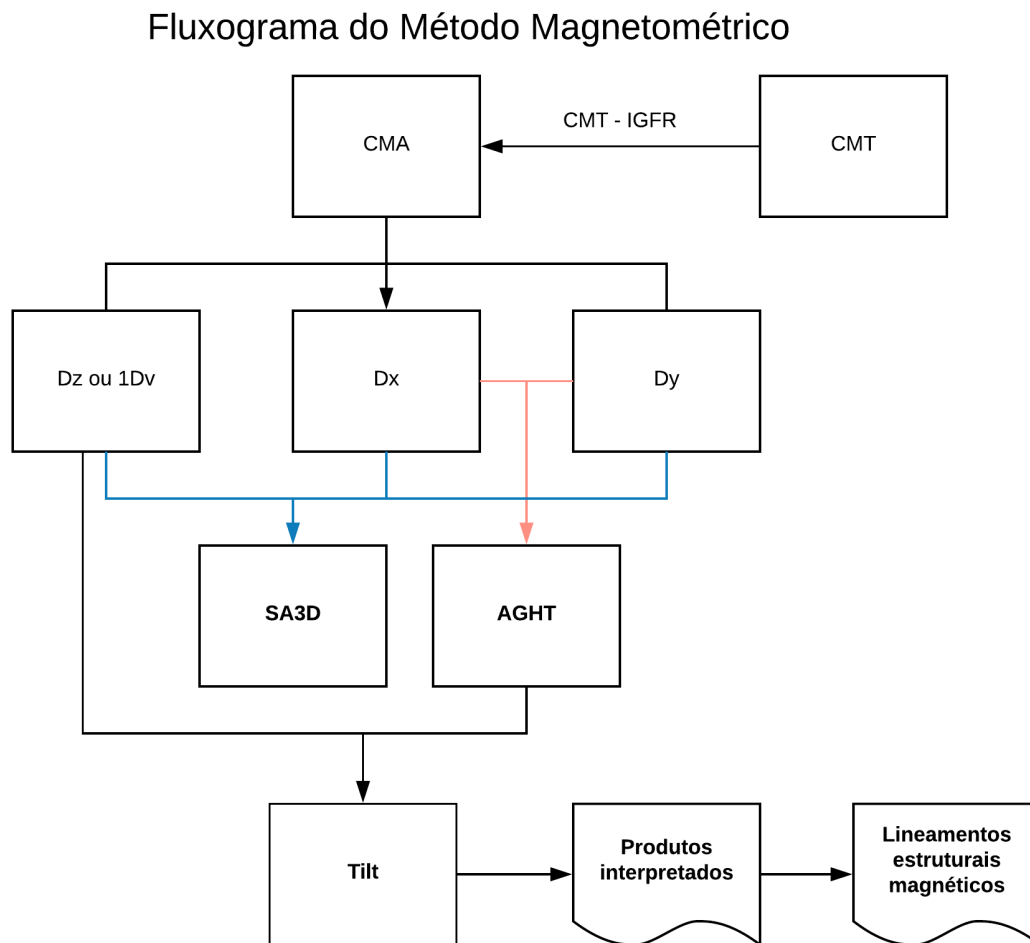 Fluxograma do Método Magnetométrico
CMA
CMT - IGFR
CMT
Dz ou 1Dv
Dx
Dy
SA3D
AGHT
Tilt
Produtos
interpretados
Lineamentos
estruturais
magnéticos